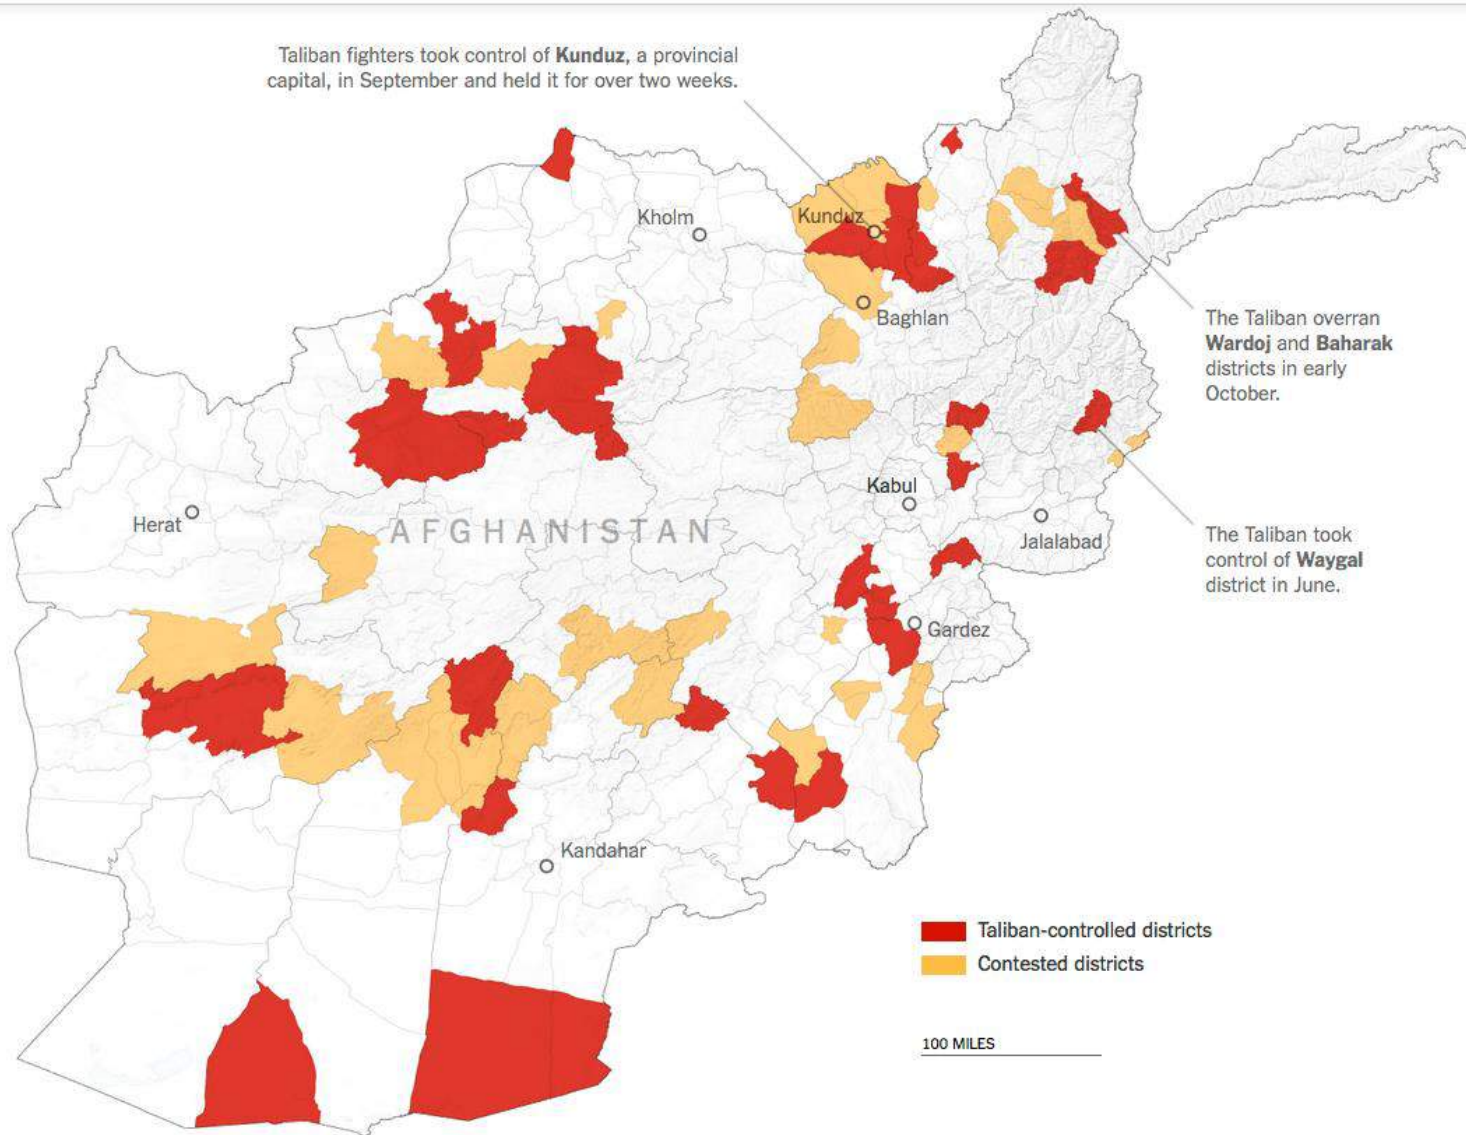 Taliban fighters took control of Kunduz, a provincial
capital, in September and held it for over two weeks.
Kholm
Kunduz
Baghlan
The Taliban overran
Wardoj and Baharak
districts in early
October.
Kabul
Herat
AFGHANISTAN
Jalalabad
The Taliban took
control of Waygal
district in June.
Gardez
Kandahar
Taliban-controlled districts
Contested districts
100 MILES